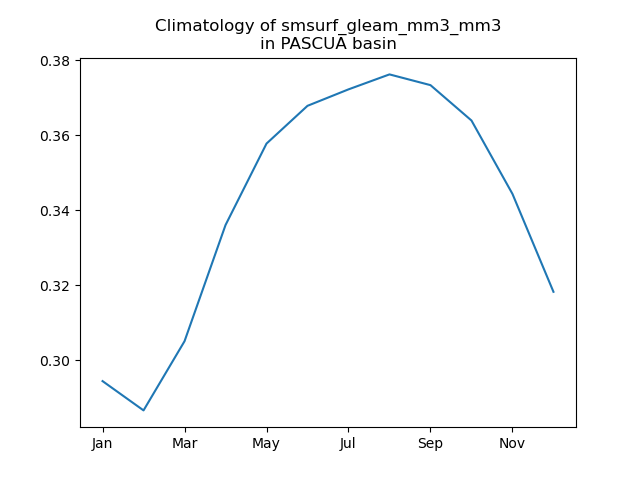 Climatology of smsurf_gleam_mm3_mm3
in PASCUA basin
0.38
0.36
0.34
0.32
0.30
Jan Mar May Jul Sep Nov